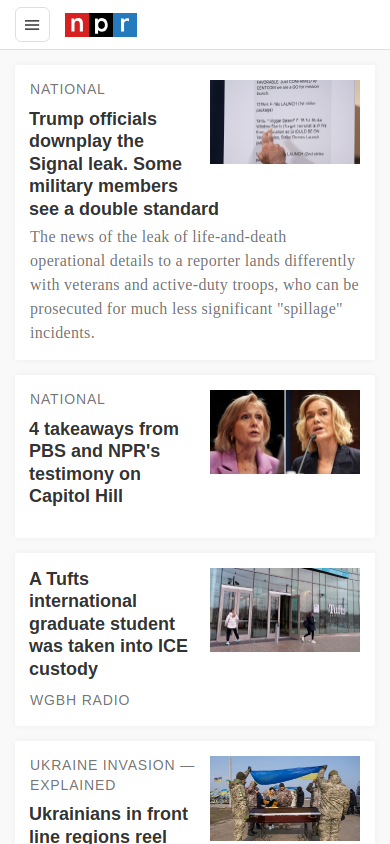 npr
NATIONAL
Trump officials
downplay the
Signal leak. Some
military members
see a double standard
The news of the leak of life-and-death
operational details to a reporter lands differently
with veterans and active-duty troops, who can be
prosecuted for much less significant "spillage"
incidents.
NATIONAL
4 takeaways from
PBS and NPR's
testimony on
Capitol Hill
A Tufts
international
graduate student
was taken into ICE
custody
Tufts
WGBH RADIO
UKRAINE INVASION —
EXPLAINED
Ukrainians in front
line regions reel